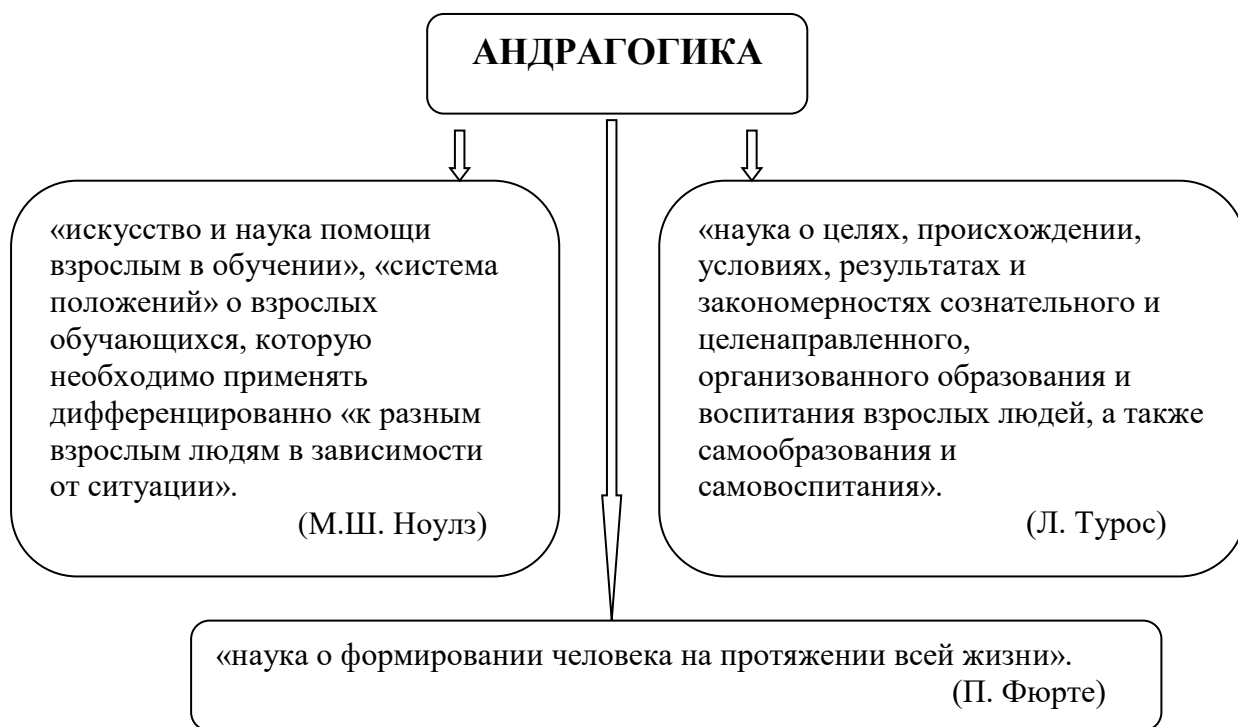 АНДРАГОГИКА
«искусство и наука помощи
взрослым в обучении», «система
положений» о взрослых
обучающихся, которую
необходимо применять
дифференцированно «к разным
взрослым людям в зависимости
от ситуации».
(М.Ш. Ноулз)
«наука о целях, происхождении,
условиях, результатах и
закономерностях сознательного и
целенаправленного,
организованного образования и
воспитания взрослых людей, а также
самообразования и
самовоспитания».
(Л. Турос)
«наука о формировании человека на протяжении всей жизни».
(П. Фюрте)